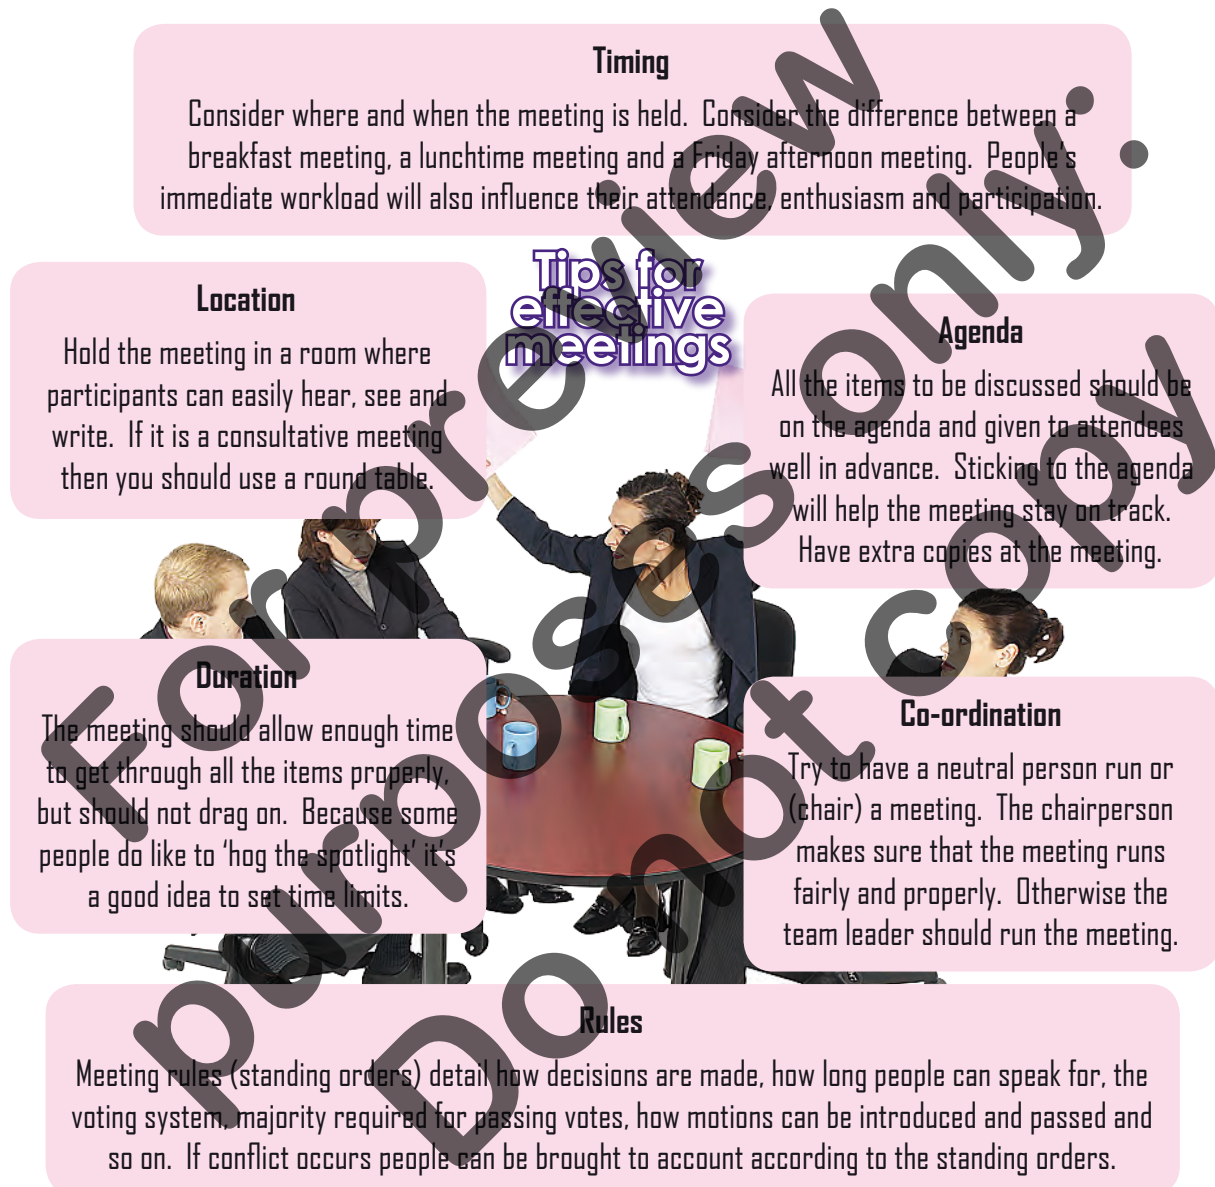 Timing
Consider where and when the meeting is held. Consider the difference between a
breakfast meeting, a lunchtime meeting and a Friday afternoon meeting. People's
immediate workload will also influence their attendance, enthusiasm and participation.
Tips for
effective
meetings
Location
Hold the meeting in a room where
participants can easily hear, see and
write. If it is a consultative meeting
then you should use a round table.
Agenda
All the items to be discussed should be
on the agenda and given to attendees
well in advance. Sticking to the agenda
will help the meeting stay on track.
Have extra copies at the meeting.
Duration
The meeting should allow enough time
to get through all the items properly,
but should not drag on. Because some
people do like to 'hog the spotlight' it's
a good idea to set time limits.
Co-ordination
Try to have a neutral person run or
(chair) a meeting. The chairperson
makes sure that the meeting runs
fairly and properly. Otherwise the
team leader should run the meeting.
Rules
Meeting rules (standing orders) detail how decisions are made, how long people can speak for, the
voting system, majority required for passing votes, how motions can be introduced and passed and
so on. If conflict occurs people can be brought to account according to the standing orders.
For preview
purposes only.
Do not copy.